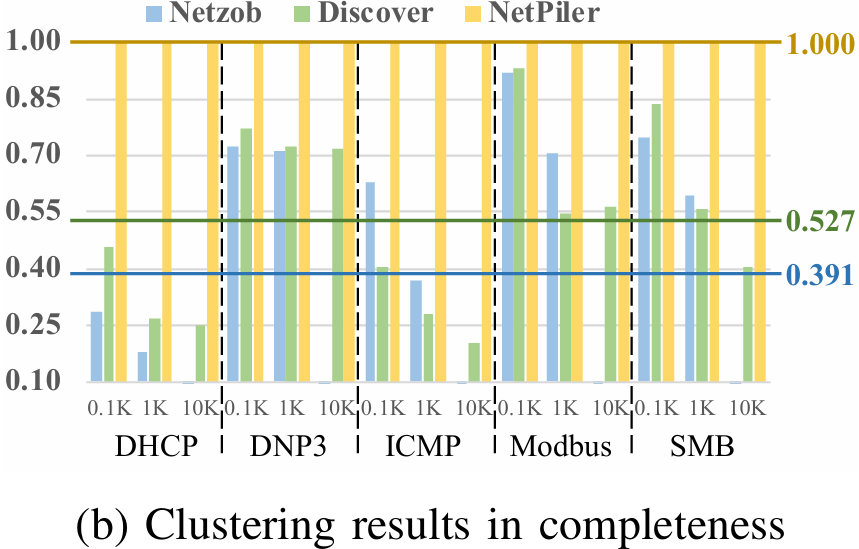 Netzob Discover NetPiler
1.00
1.000
0.85
0.70
0.55
0.527
0.40
0.391
0.25
0.10
0.1K 1K 10K 0.1K 1K 10K 0.1K 1K 10K 0.1K 1K 10K 0.1K 1K 10K
DHCP DNP3 ICMP Modbus SMB
(b) Clustering results in completeness